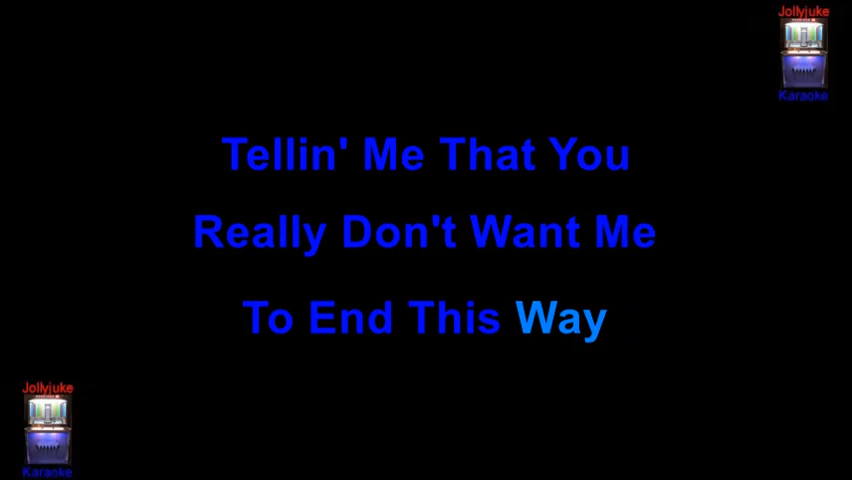 Jollyjuke
Karaoke
Tellin' Me That You
Really Don't Want Me
To End This Way
Jollyjuke
Karaoke